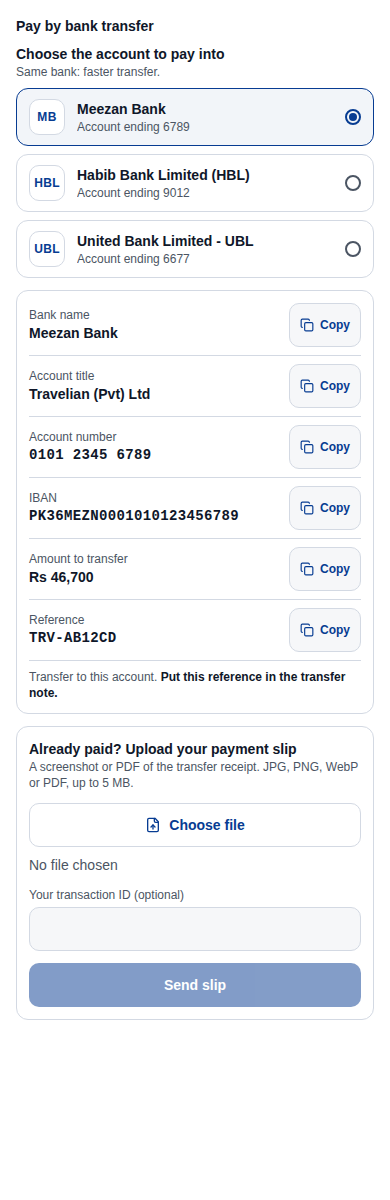 Pay by bank transfer
Choose the account to pay into
Same bank: faster transfer.
MB
Meezan Bank
Account ending 6789
HBL
Habib Bank Limited (HBL)
Account ending 9012
UBL
United Bank Limited - UBL
Account ending 6677
Bank name
Meezan Bank
Copy
Account title
Travelian (Pvt) Ltd
Copy
Account number
0101 2345 6789
Copy
IBAN
PK36MEZN0001010123456789
Copy
Amount to transfer
Rs 46,700
Copy
Reference
TRV-AB12CD
Copy
Transfer to this account. Put this reference in the transfer
note.
Already paid? Upload your payment slip
A screenshot or PDF of the transfer receipt. JPG, PNG, WebP
or PDF, up to 5 MB.
Choose file
No file chosen
Your transaction ID (optional)
Send slip